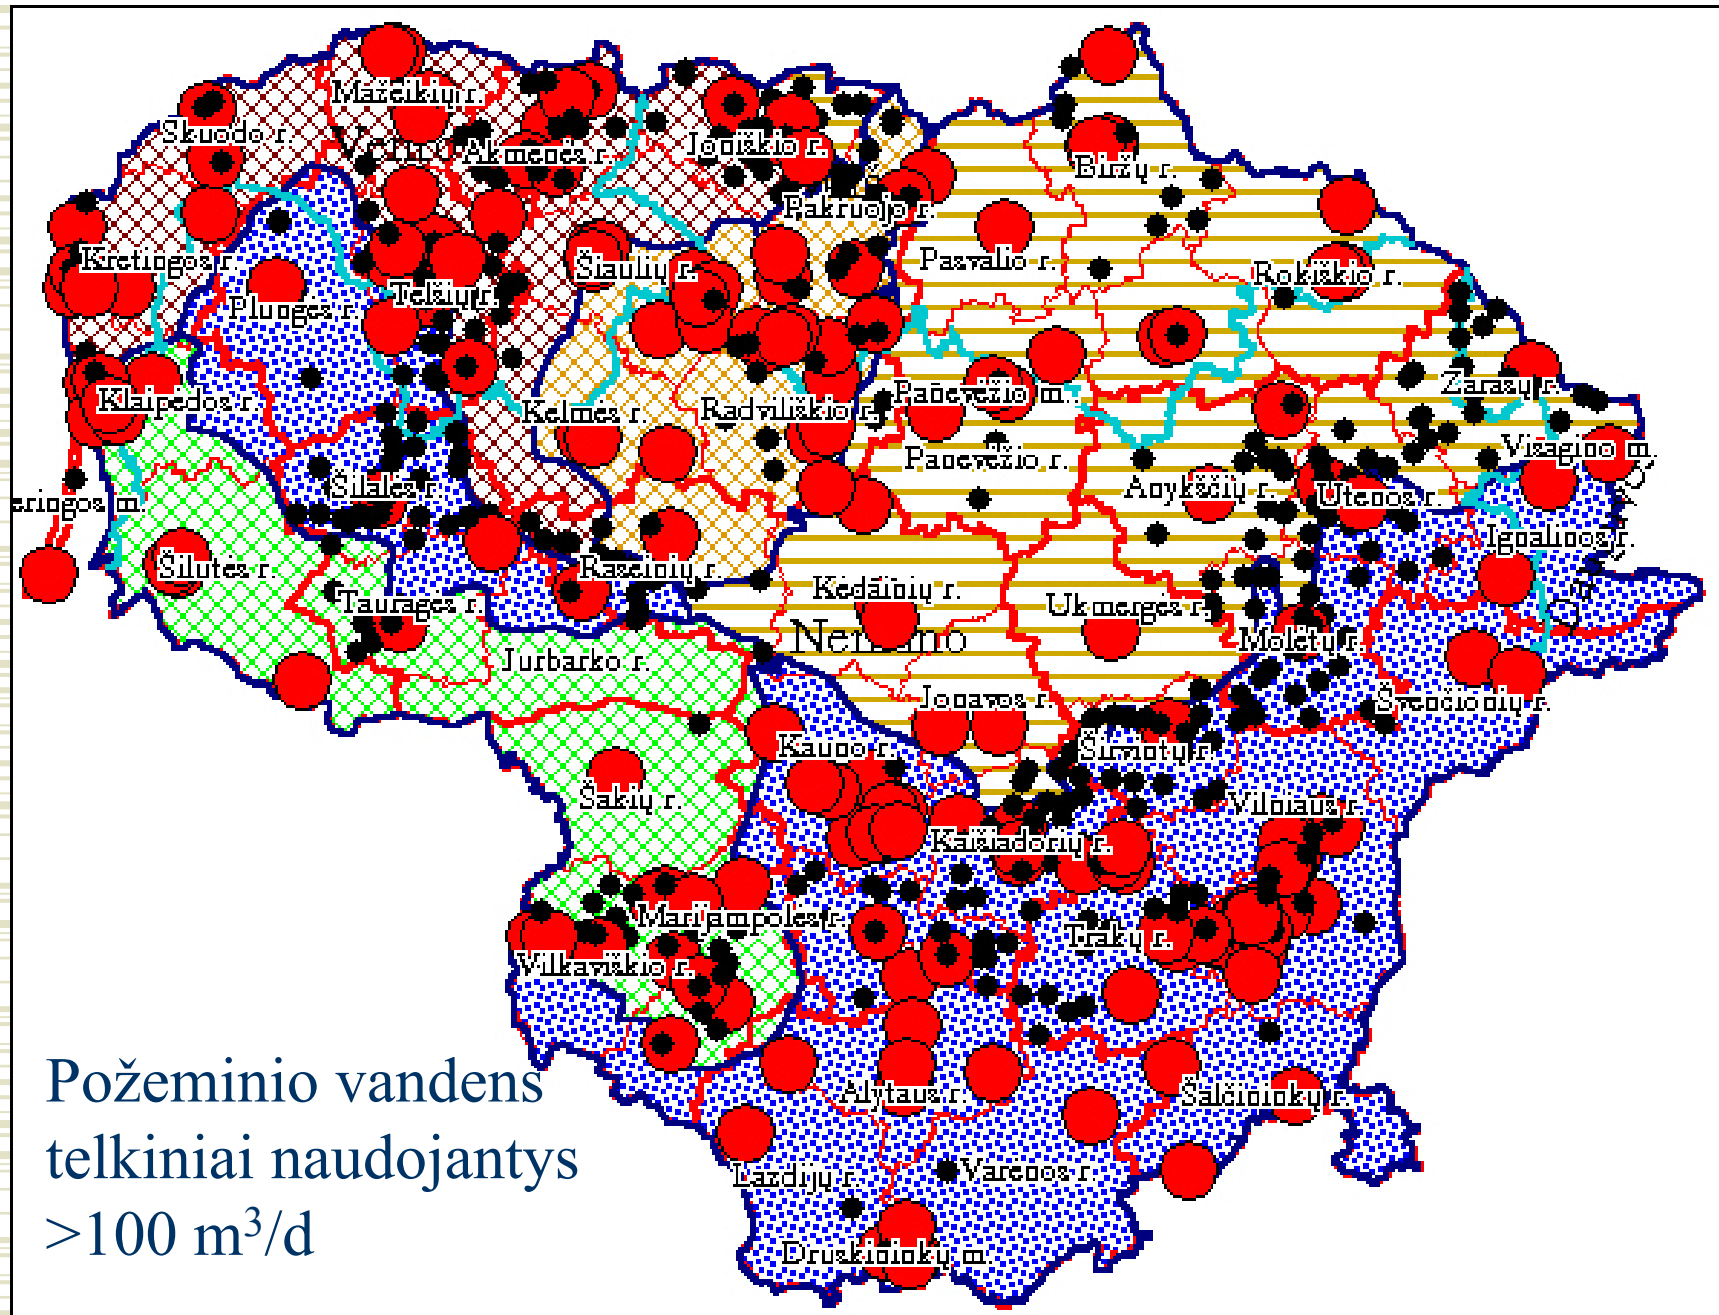 Mažeikių r.
Skuodo r.
Akmenės r.
Joniškio r.
Biržų r.
Pakruojo r.
Kretingos r.
Šiaulių r.
Pasvalio r.
Rokiškio r.
Plungės r.
Telšių r.
Klaipėdos r.
Kelmės r.
Radviliškio r.
Panevėžio m.
Zarasų r.
Panevėžio r.
Visagino m.
Šilalės r.
Anykščių r.
Utenos r.
eringos m.
Ignalinos r.
Šilutės r.
Raseinių r.
Tauragės r.
Kėdainių r.
Ukmergės r.
Nemuno
Molėtų r.
Jurbarko r.
Jonavos r.
Švenčionių r.
Kauno r.
Širvintų r.
Šakių r.
Vilniaus r.
Kaišiadorių r.
Marijampolės r.
Trakų r.
Vilkaviškio r.
Alytaus r.
Šalčininkų r.
Lazdijų r.
Varėnos r.
Druskininkų m.
Požeminio vandens
telkiniai naudojantys
>100 m³/d